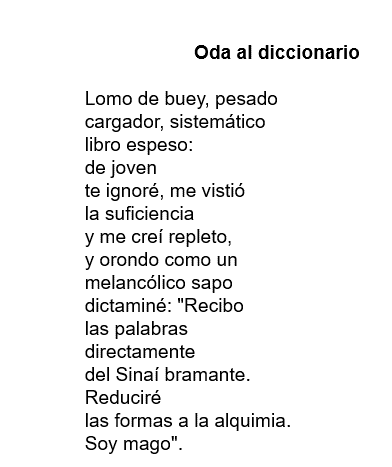 Oda al diccionario
Lomo de buey, pesado
cargador, sistemático
libro espeso:
de joven
te ignoré, me vistió
la suficiencia
y me creí repleto,
y orondo como un
melancólico sapo
dictaminé: "Recibo
las palabras
directamente
del Sinaí bramante.
Reduciré
las formas a la alquimia.
Soy mago".